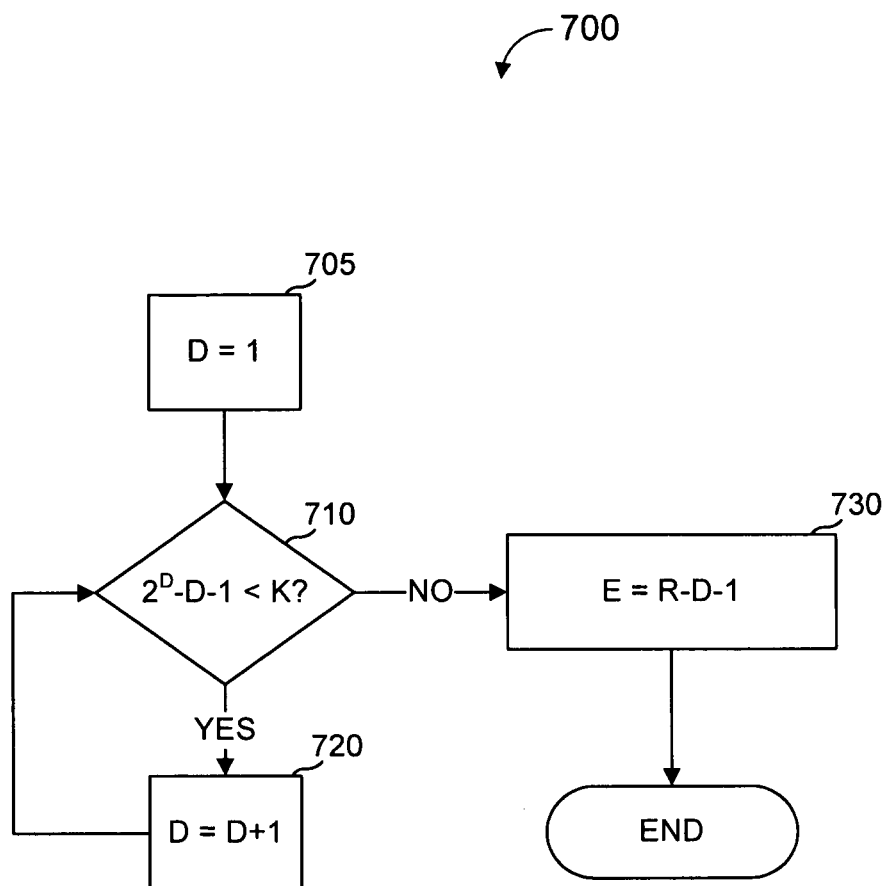 700
705
D = 1
710
2^D-D-1 < K?
NO
730
E = R-D-1
YES
720
D = D+1
END